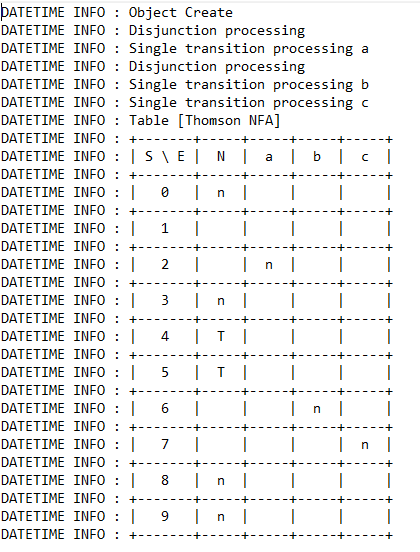 DATETIME INFO : Object Create
DATETIME INFO : Disjunction processing
DATETIME INFO : Single transition processing a
DATETIME INFO : Disjunction processing
DATETIME INFO : Single transition processing b
DATETIME INFO : Single transition processing c
DATETIME INFO : Table [Thomson NFA]
DATETIME INFO : +-------+-----+-----+-----+-----+
DATETIME INFO : | S \ E |  N  |  a  |  b  |  c  |
DATETIME INFO : +-------+-----+-----+-----+-----+
DATETIME INFO : |   0   |  n  |     |     |     |
DATETIME INFO : +-------+-----+-----+-----+-----+
DATETIME INFO : |   1   |     |     |     |     |
DATETIME INFO : +-------+-----+-----+-----+-----+
DATETIME INFO : |   2   |     |  n  |     |     |
DATETIME INFO : +-------+-----+-----+-----+-----+
DATETIME INFO : |   3   |  n  |     |     |     |
DATETIME INFO : +-------+-----+-----+-----+-----+
DATETIME INFO : |   4   |  T  |     |     |     |
DATETIME INFO : +-------+-----+-----+-----+-----+
DATETIME INFO : |   5   |  T  |     |     |     |
DATETIME INFO : +-------+-----+-----+-----+-----+
DATETIME INFO : |   6   |     |     |  n  |     |
DATETIME INFO : +-------+-----+-----+-----+-----+
DATETIME INFO : |   7   |     |     |     |  n  |
DATETIME INFO : +-------+-----+-----+-----+-----+
DATETIME INFO : |   8   |  n  |     |     |     |
DATETIME INFO : +-------+-----+-----+-----+-----+
DATETIME INFO : |   9   |  n  |     |     |     |
DATETIME INFO : +-------+-----+-----+-----+-----+